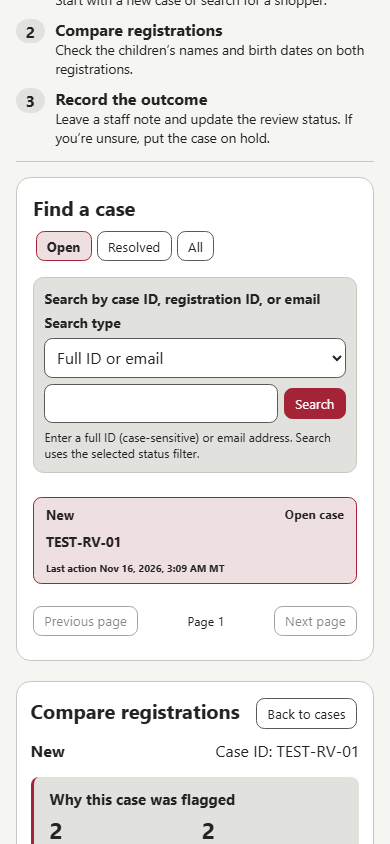 Start with a new case or search for a shopper.
2 Compare registrations
Check the children’s names and birth dates on both
registrations.
3 Record the outcome
Leave a staff note and update the review status. If
you’re unsure, put the case on hold.
Find a case
Open Resolved All
Search by case ID, registration ID, or email
Search type
Full ID or email
Search
Enter a full ID (case-sensitive) or email address. Search
uses the selected status filter.
New Open case
TEST-RV-01
Last action Nov 16, 2026, 3:09 AM MT
Previous page Page 1 Next page
Compare registrations Back to cases
New Case ID: TEST-RV-01
Why this case was flagged
2 2